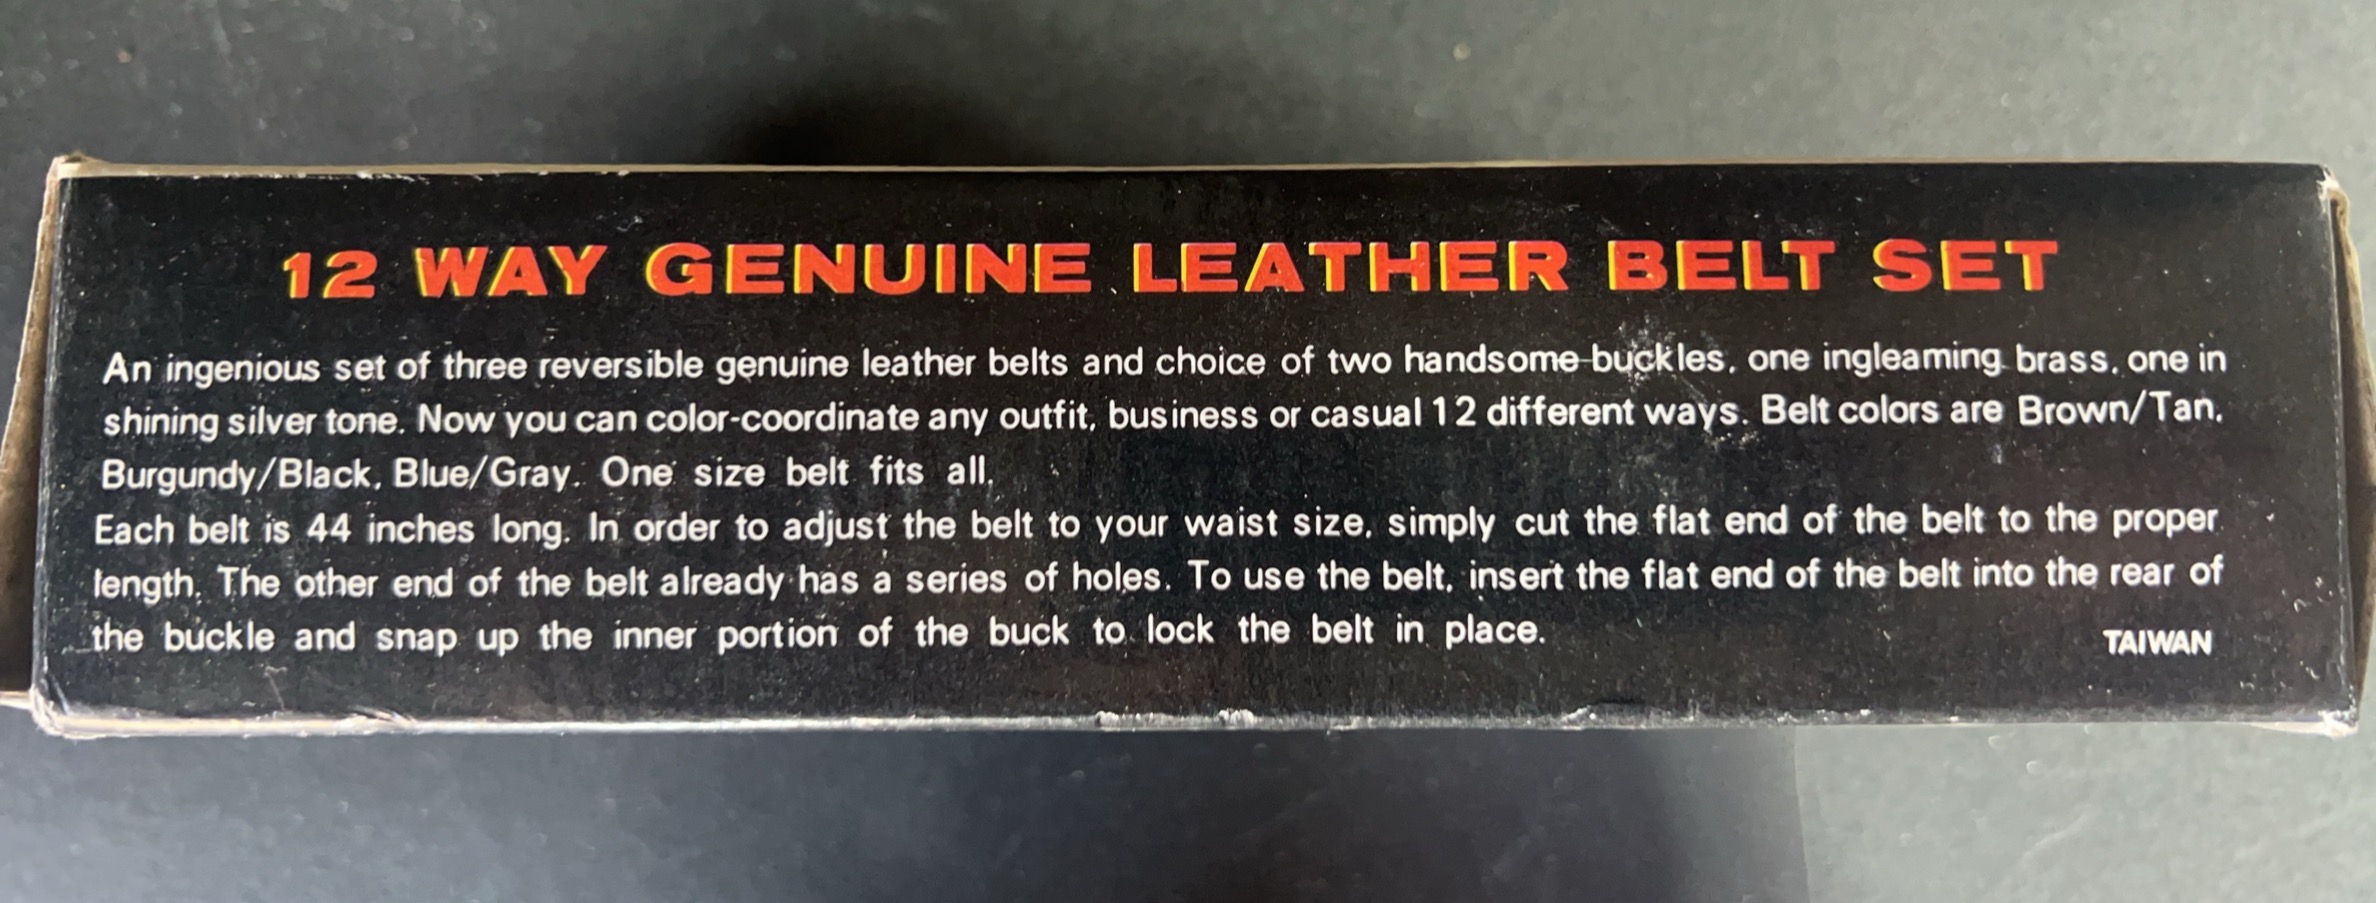 12 WAY GENUINE LEATHER BELT SET
An ingenious set of three reversible genuine leather belts and choice of two handsome buckles, one ingleaming brass, one in
shining silver tone. Now you can color-coordinate any outfit, business or casual 12 different ways. Belt colors are Brown/Tan,
Burgundy/Black, Blue/Gray. One size belt fits all.
Each belt is 44 inches long. In order to adjust the belt to your waist size, simply cut the flat end of the belt to the proper
length. The other end of the belt already has a series of holes. To use the belt, insert the flat end of the belt into the rear of
the buckle and snap up the inner portion of the buck to lock the belt in place.
TAIWAN